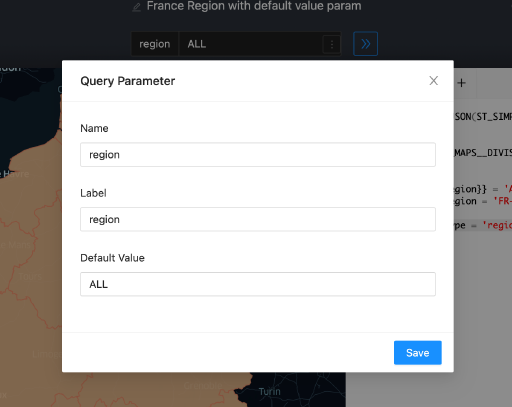 France Region with default value param
region
ALL
Query Parameter
SON(ST_SIMP
Name
region
MAPS__DIVIS
Label
region
egion}} = 'A
region = 'FR-
ype = 'regio
Default Value
ALL
Save
Turin